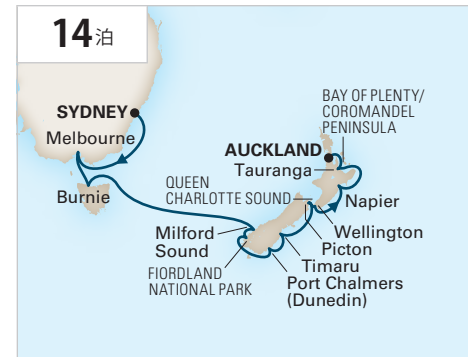 14泊
SYDNEY
Melbourne
Burnie
BAY OF PLENTY/
COROMANDEL
PENINSULA
AUCKLAND
Tauranga
QUEEN
CHARLOTTE SOUND
Napier
Wellington
Milford
Sound
Picton
FIORDLAND
NATIONAL PARK
Timaru
Port Chalmers
(Dunedin)